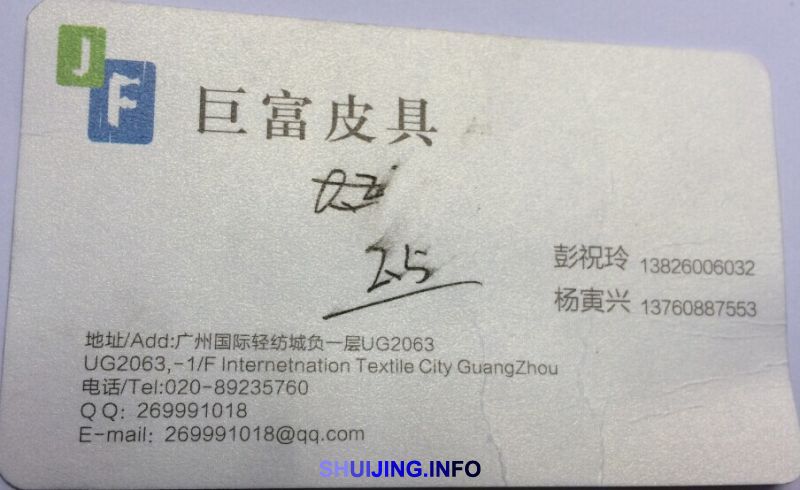 JF
巨富皮具
2.5
彭祝玲 13826006032
杨寅兴 13760887553
地址/Add:广州国际轻纺城负一层UG2063
UG2063,-1/F Internetnation Textile City GuangZhou
电话/Tel:020-89235760
QQ: 269991018
E-mail: 269991018@qq.com
SHUIJING.INFO